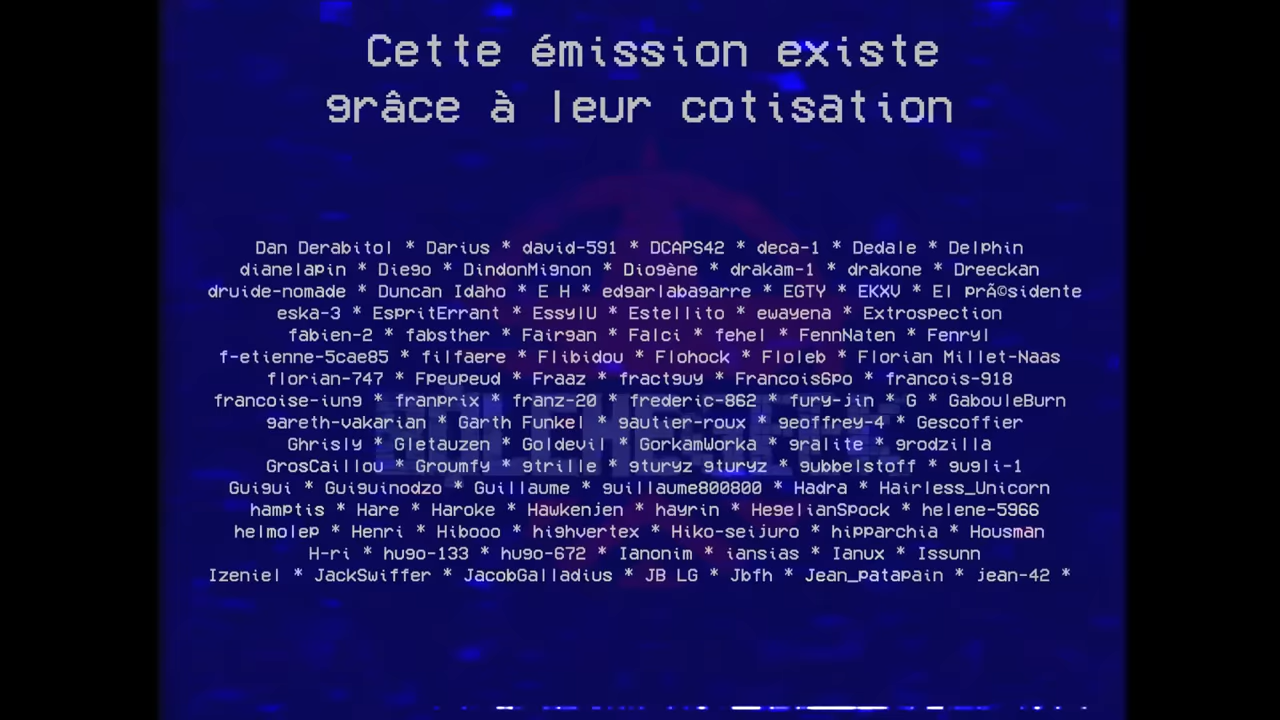 Cette émission existe
grâce à leur cotisation
Dan Derabitol * Darius * david-591 * DCAPS42 * deca-1 * Dedale * Delphin
dianelapin * Diego * DindonMignon * Diogène * drakam-1 * drakone * Dreeckan
druide-nomade * Duncan Idaho * E H * edgarlabagarre * EGTY * EKXV * El prÃ©sidente
eska-3 * EspritErrant * EssylU * Estellito * ewayena * Extrospection
fabien-2 * fabsther * Fairgan * Falci * fehel * FennNaten * Fenryl
f-etienne-5cae85 * filfaere * Flibidou * Flohock * Floleb * Florian Millet-Naas
florian-747 * Fpeupeud * Fraaz * fractguy * Francois6po * francois-918
francoise-iung * franprix * franz-20 * frederic-862 * fury-jin * G * GabouleBurn
gareth-vakarian * Garth Funkel * gautier-roux * geoffrey-4 * Gescoffier
Ghrisly * Gletauzen * Goldevil * GorkamWorka * gralite * grodzilla
GrosCaillou * Groumfy * gtrille * gturyz gturyz * gubbelstoff * gugli-1
Guigui * Guiguinodzo * Guillaume * guillaume800800 * Hadra * Hairless_Unicorn
hamptis * Hare * Haroke * Hawkenjen * hayrin * HegelianSpock * helene-5966
helmolep * Henri * Hibooo * highvertex * Hiko-seijuro * hipparchia * Housman
H-ri * hugo-133 * hugo-672 * Ianonim * iansias * Ianux * Issunn
Izeniel * JackSwiffer * JacobGalladius * JB LG * Jbfh * Jean_patapain * jean-42 *